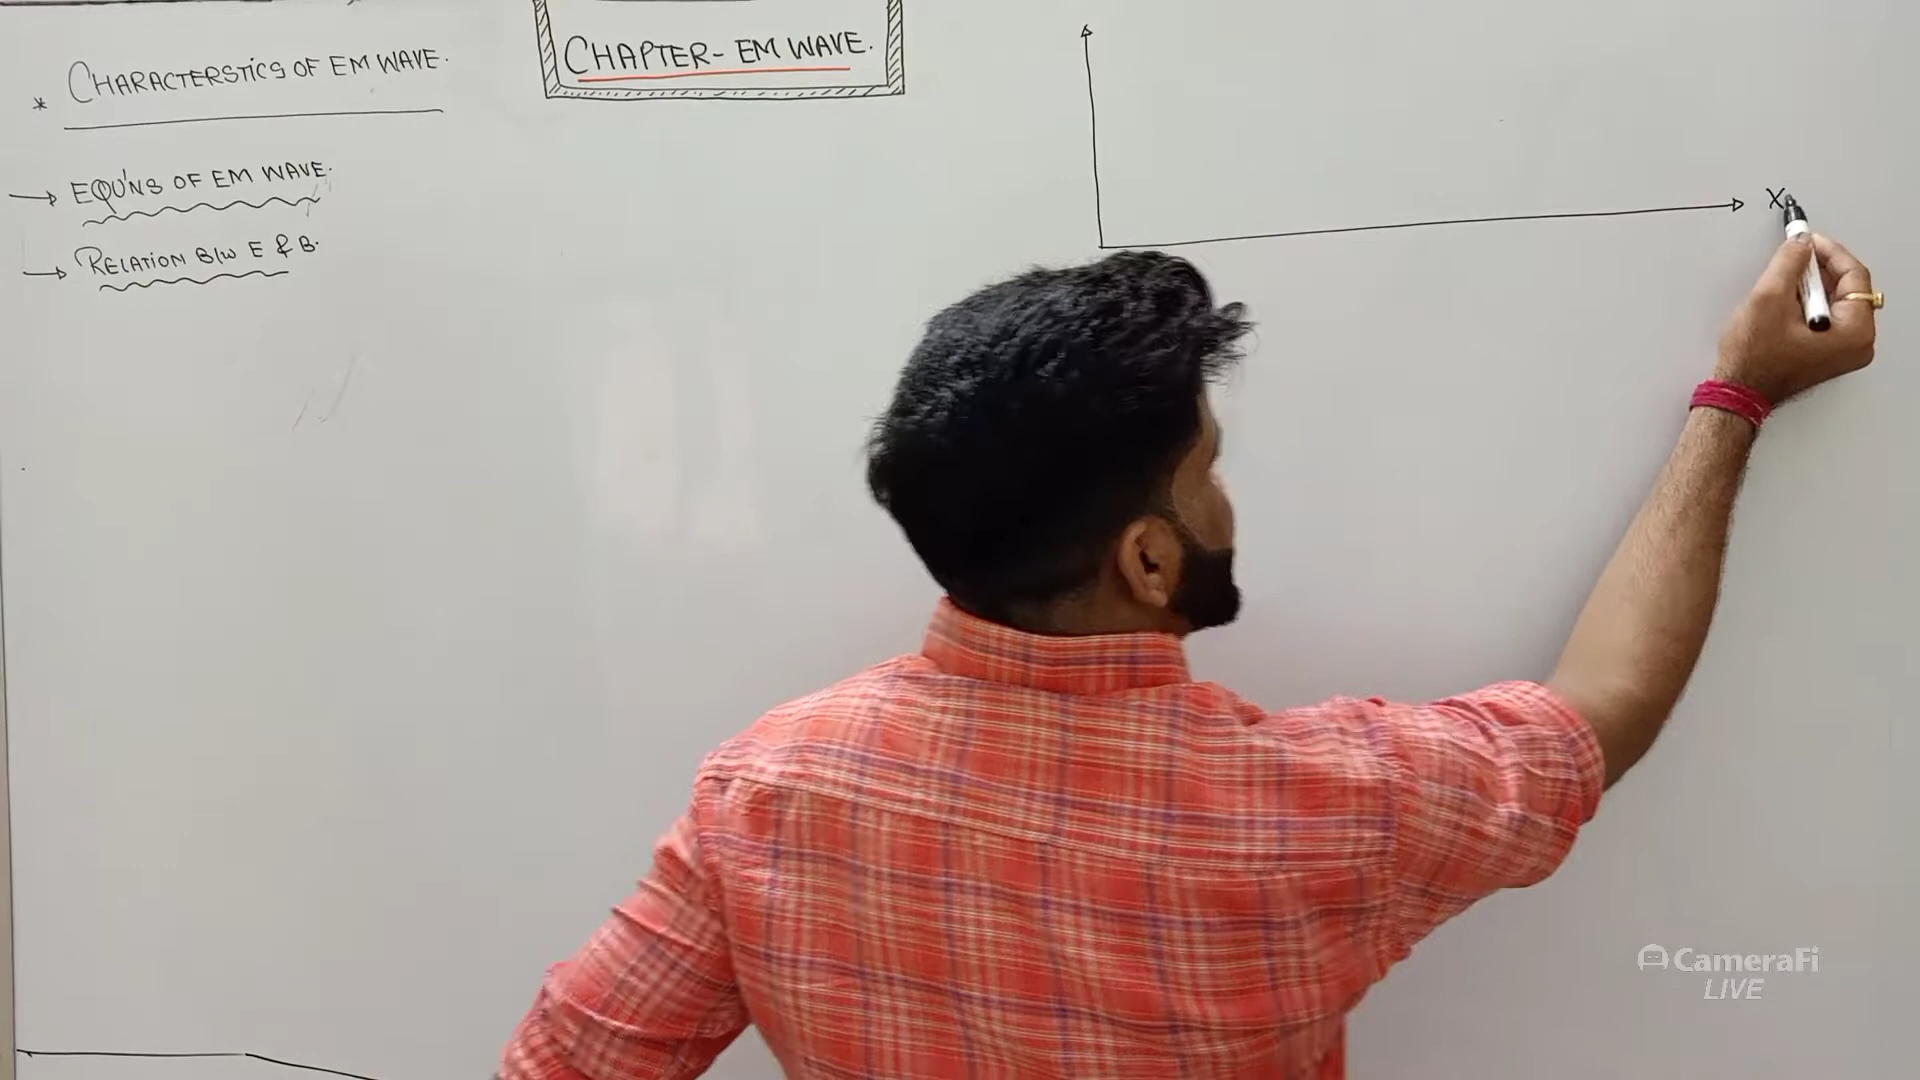 CHAPTER- EM WAVE.
* CHARACTERSTICS OF EM WAVE.
→ EQU'NS OF EM WAVE.
→ RELATION B/W E & B.
X
CameraFi
LIVE